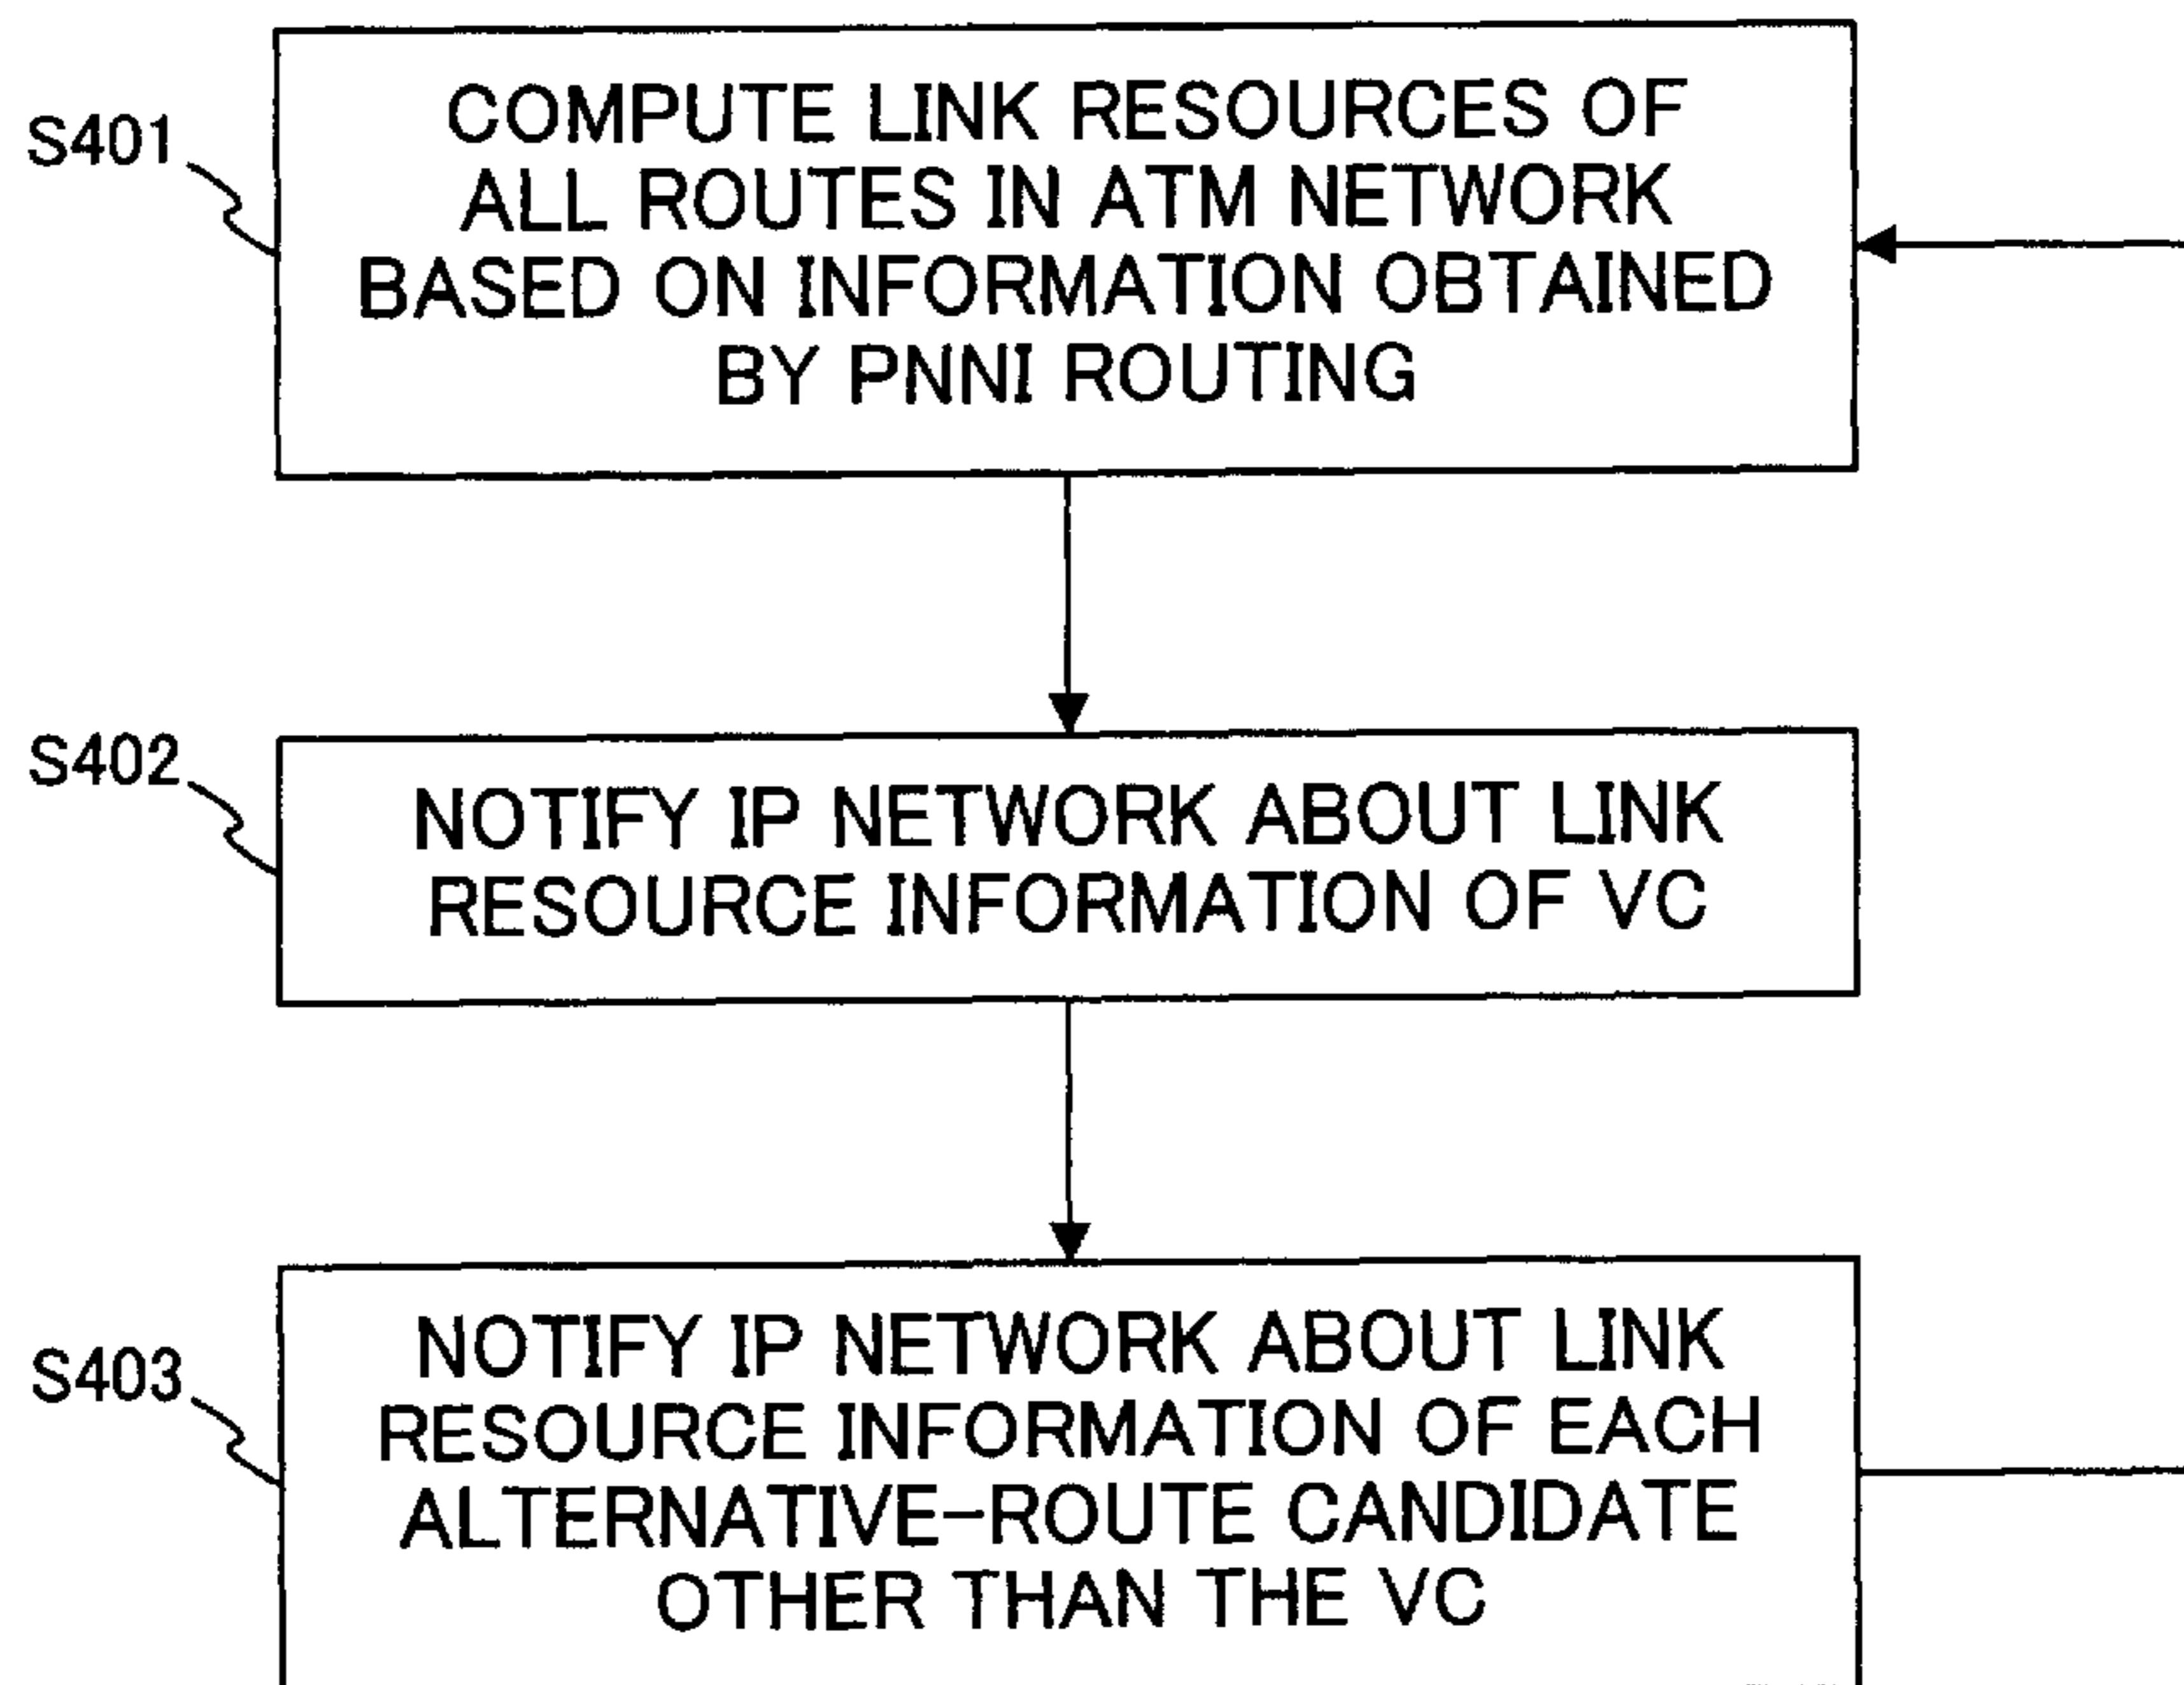 S401
COMPUTE LINK RESOURCES OF
ALL ROUTES IN ATM NETWORK
BASED ON INFORMATION OBTAINED
BY PNNI ROUTING
S402
NOTIFY IP NETWORK ABOUT LINK
RESOURCE INFORMATION OF VC
S403
NOTIFY IP NETWORK ABOUT LINK
RESOURCE INFORMATION OF EACH
ALTERNATIVE-ROUTE CANDIDATE
OTHER THAN THE VC